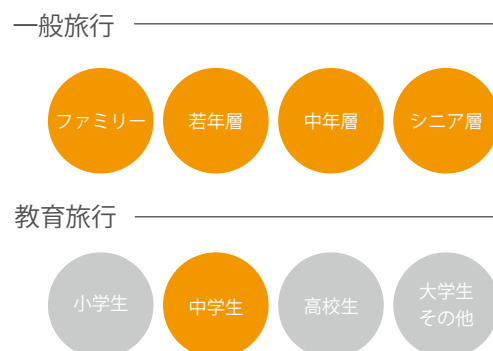 一般旅行
ファミリー 若年層 中年層 シニア層
教育旅行
小学生 中学生 高校生 大学生
その他